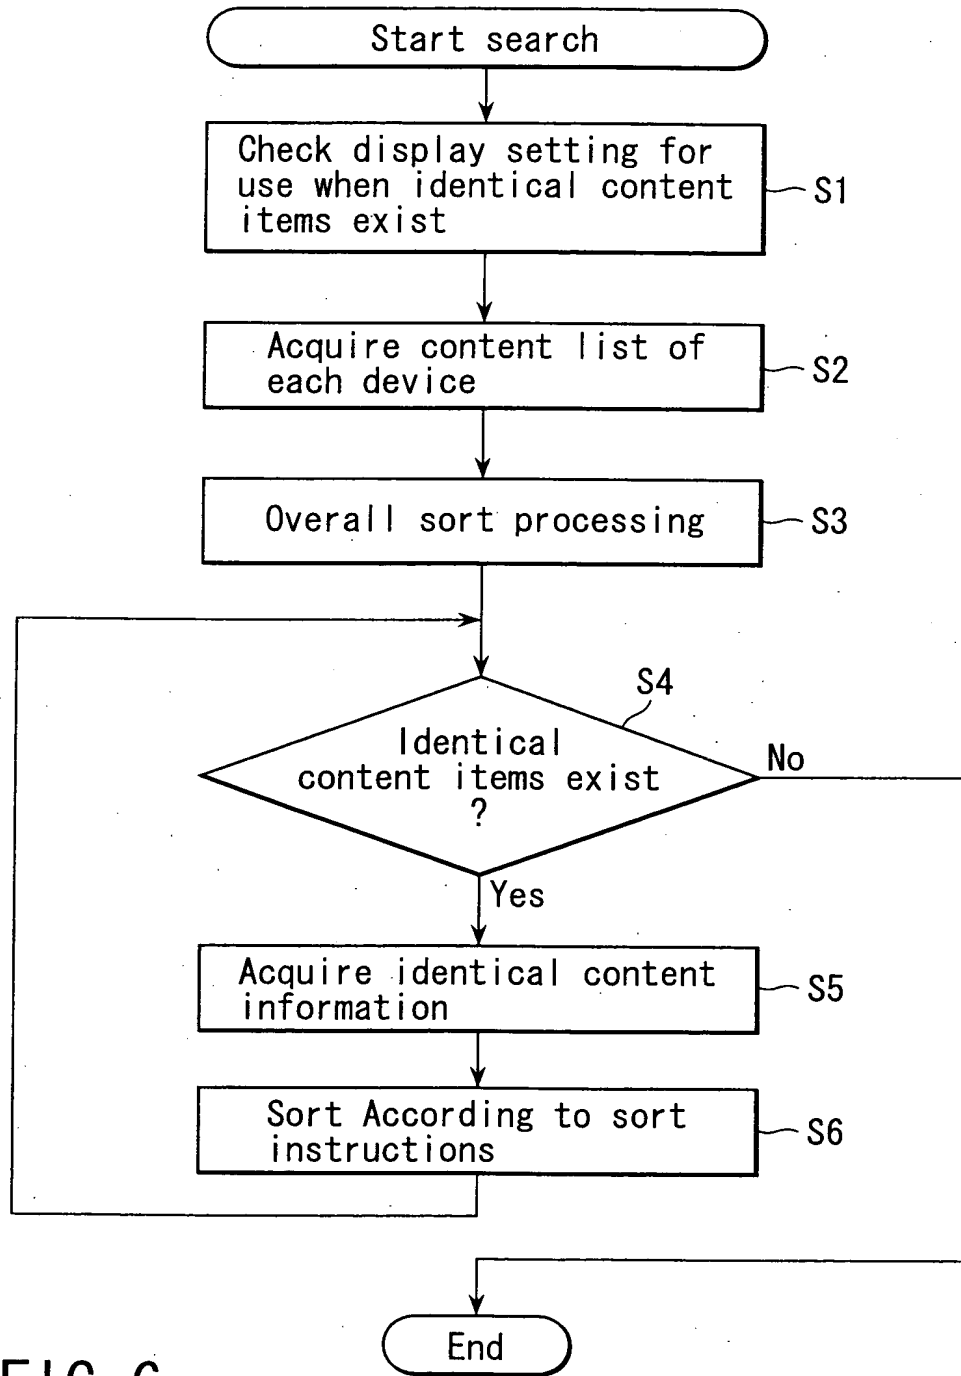 Start search
Check display setting for
use when identical content
items exist
S1
Acquire content list of
each device
S2
Overall sort processing
S3
S4
Identical
content items exist
?
No
Yes
Acquire identical content
information
S5
Sort According to sort
instructions
S6
End
FIG. 6